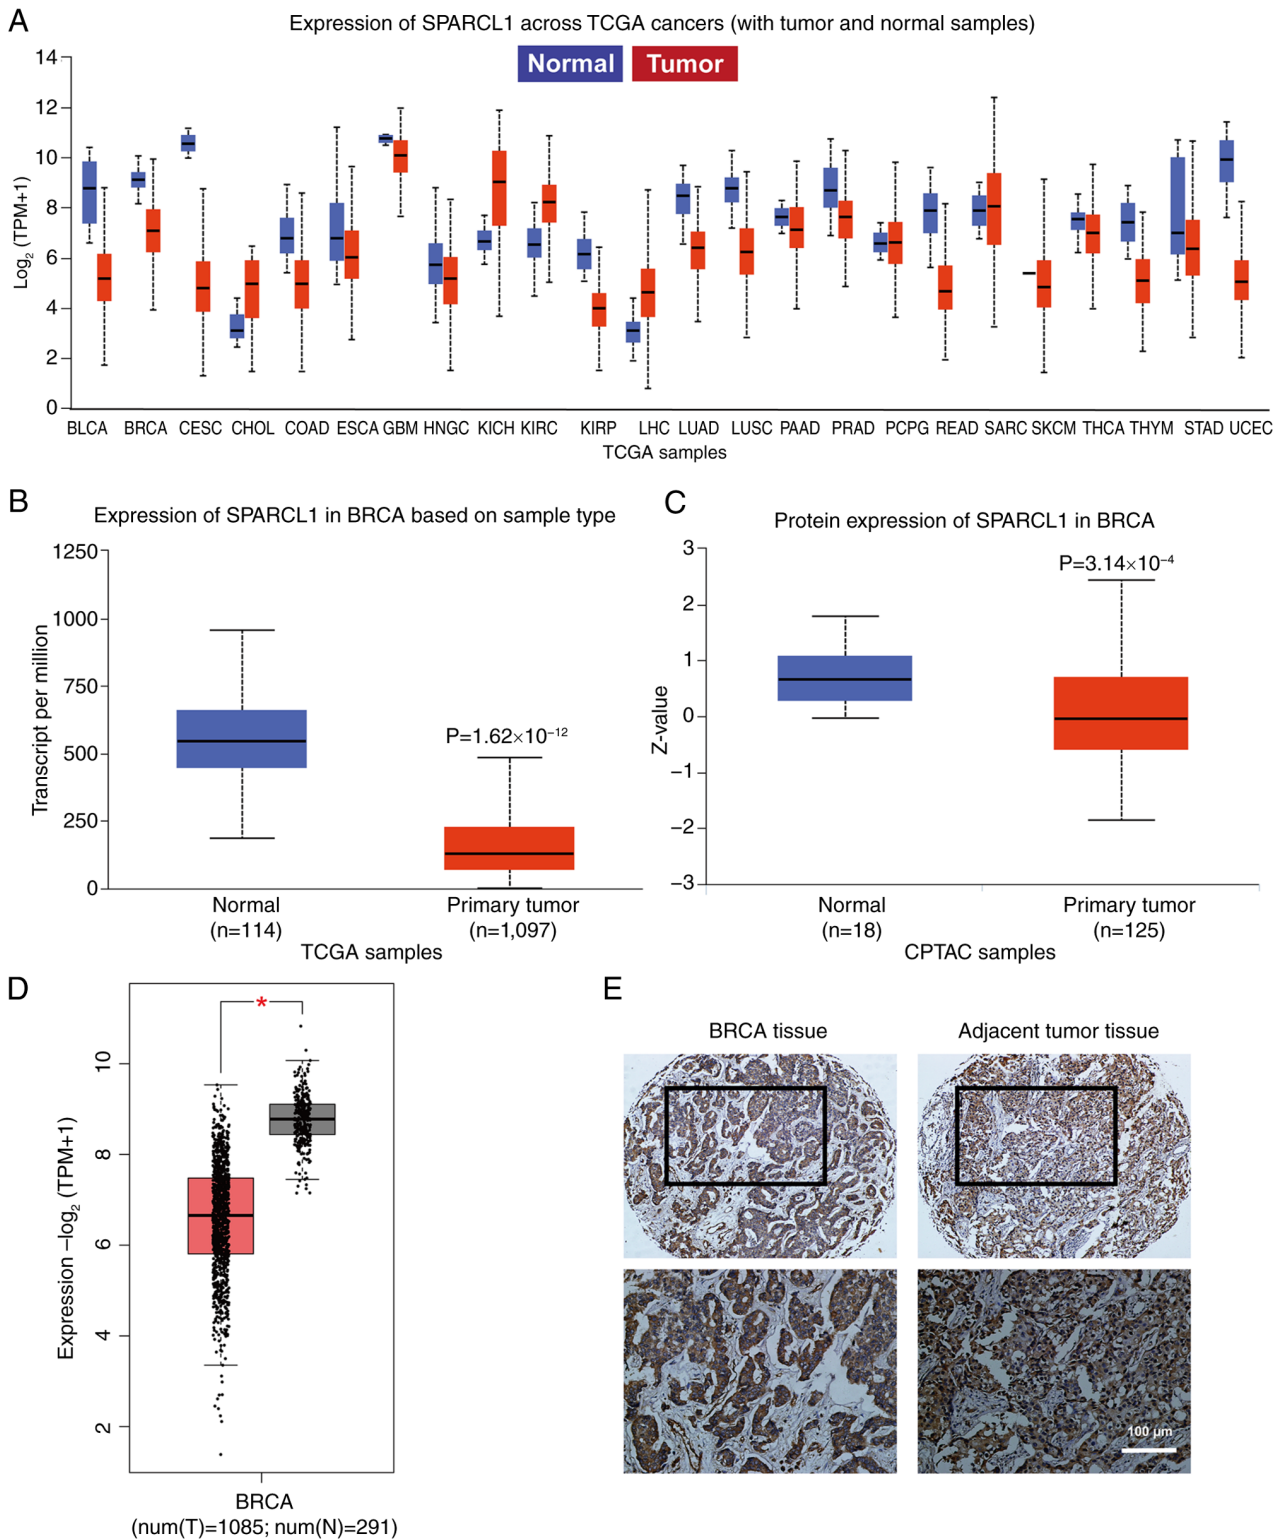 A
Expression of SPARCL1 across TCGA cancers (with tumor and normal samples)
Normal Tumor
14
12
10
8
6
4
2
0
Log2 (TPM+1)
BLCA BRCA CESC CHOL COAD ESCA GBM HNGC KICH KIRC KIRP LHC LUAD LUSC PAAD PRAD PCPG READ SARC SKCM THCA THYM STAD UCEC
TCGA samples
B
Expression of SPARCL1 in BRCA based on sample type
1250
1000
750
500
250
0
Transcript per million
P=1.62×10−12
Normal Primary tumor
(n=114) (n=1,097)
TCGA samples
C
Protein expression of SPARCL1 in BRCA
3
2
1
0
−1
−2
−3
Z-value
P=3.14×10−4
Normal Primary tumor
(n=18) (n=125)
CPTAC samples
D
*
10
8
6
4
2
Expression −log2 (TPM+1)
BRCA
(num(T)=1085; num(N)=291)
E
BRCA tissue Adjacent tumor tissue
100 µm